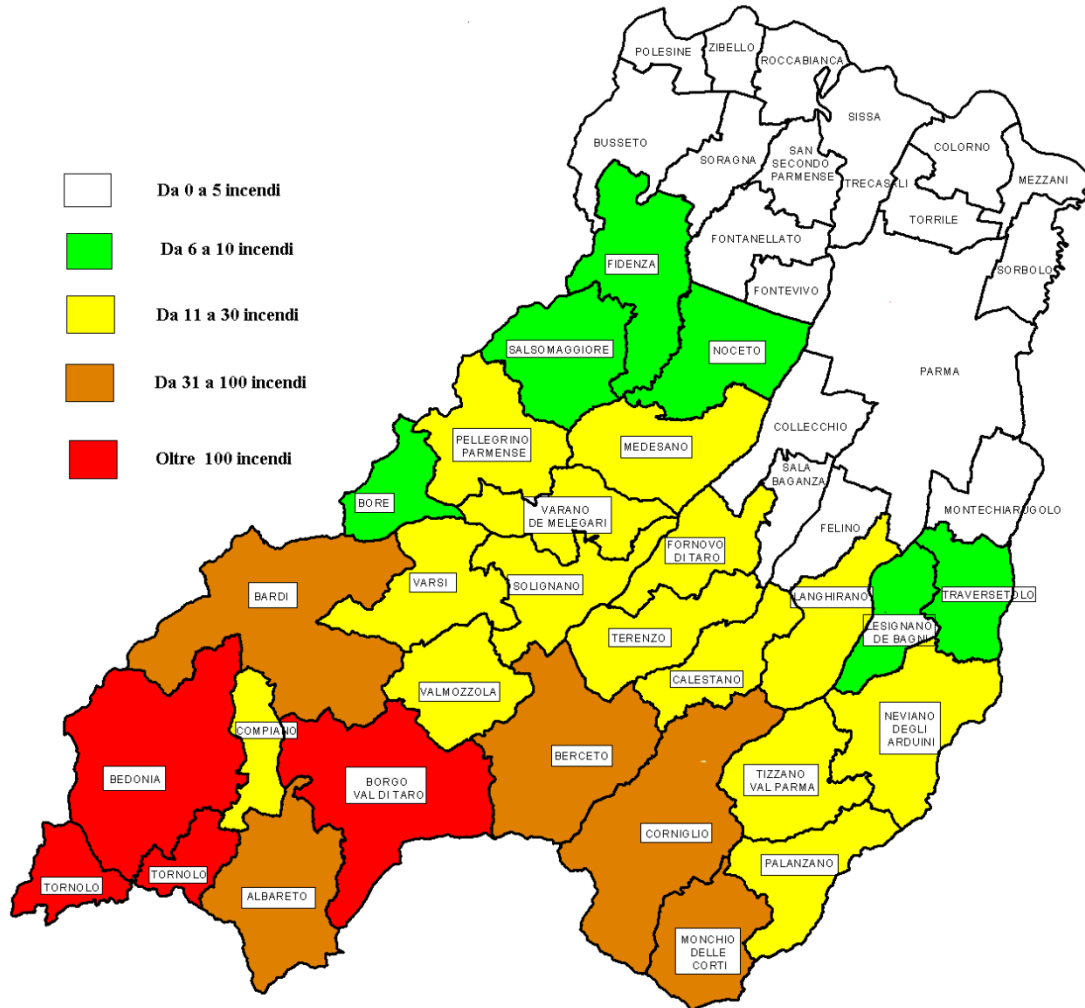 POLESINE
ZIBELLO
ROCCABIANCA
SISSA
BUSSETO
SORAGNA
SAN
SECONDO
PARMENSE
COLORNO
MEZZANI
TRECASALI
TORRILE
FONTANELLATO
FIDENZA
FONTEVIVO
SORBOLO
SALSOMAGGIORE
NOCETO
PARMA
COLLECCHIO
PELLEGRINO
PARMENSE
MEDESANO
SALA
BAGANZA
BORE
VARANO
DE MELEGARI
MONTECHIARUGOLO
FELINO
FORNOVO
DI TARO
VARSI
SOLIGNANO
BARDI
LANGHIRANO
TRAVERSETOLO
LESIGNANO
DE BAGNI
TERENZO
CALESTANO
VALMOZZOLA
COMPIANO
NEVIANO
DEGLI
ARDUINI
BERCETO
BEDONIA
BORGO
VAL DI TARO
TIZZANO
VAL PARMA
CORNIGLIO
PALANZANO
TORNOLO
TORNOLO
ALBARETO
MONCHIO
DELLE
CORTI
Da 0 a 5 incendi
Da 6 a 10 incendi
Da 11 a 30 incendi
Da 31 a 100 incendi
Oltre 100 incendi